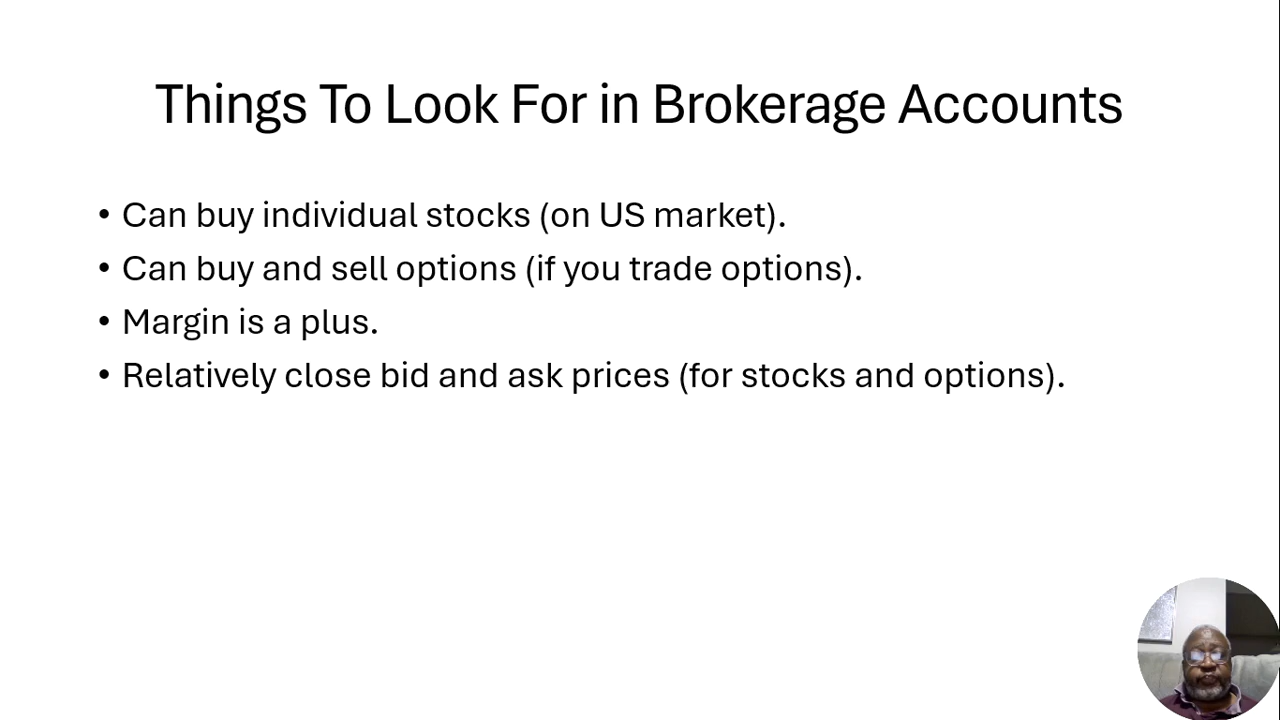 Things To Look For in Brokerage Accounts
• Can buy individual stocks (on US market).
• Can buy and sell options (if you trade options).
• Margin is a plus.
• Relatively close bid and ask prices (for stocks and options).